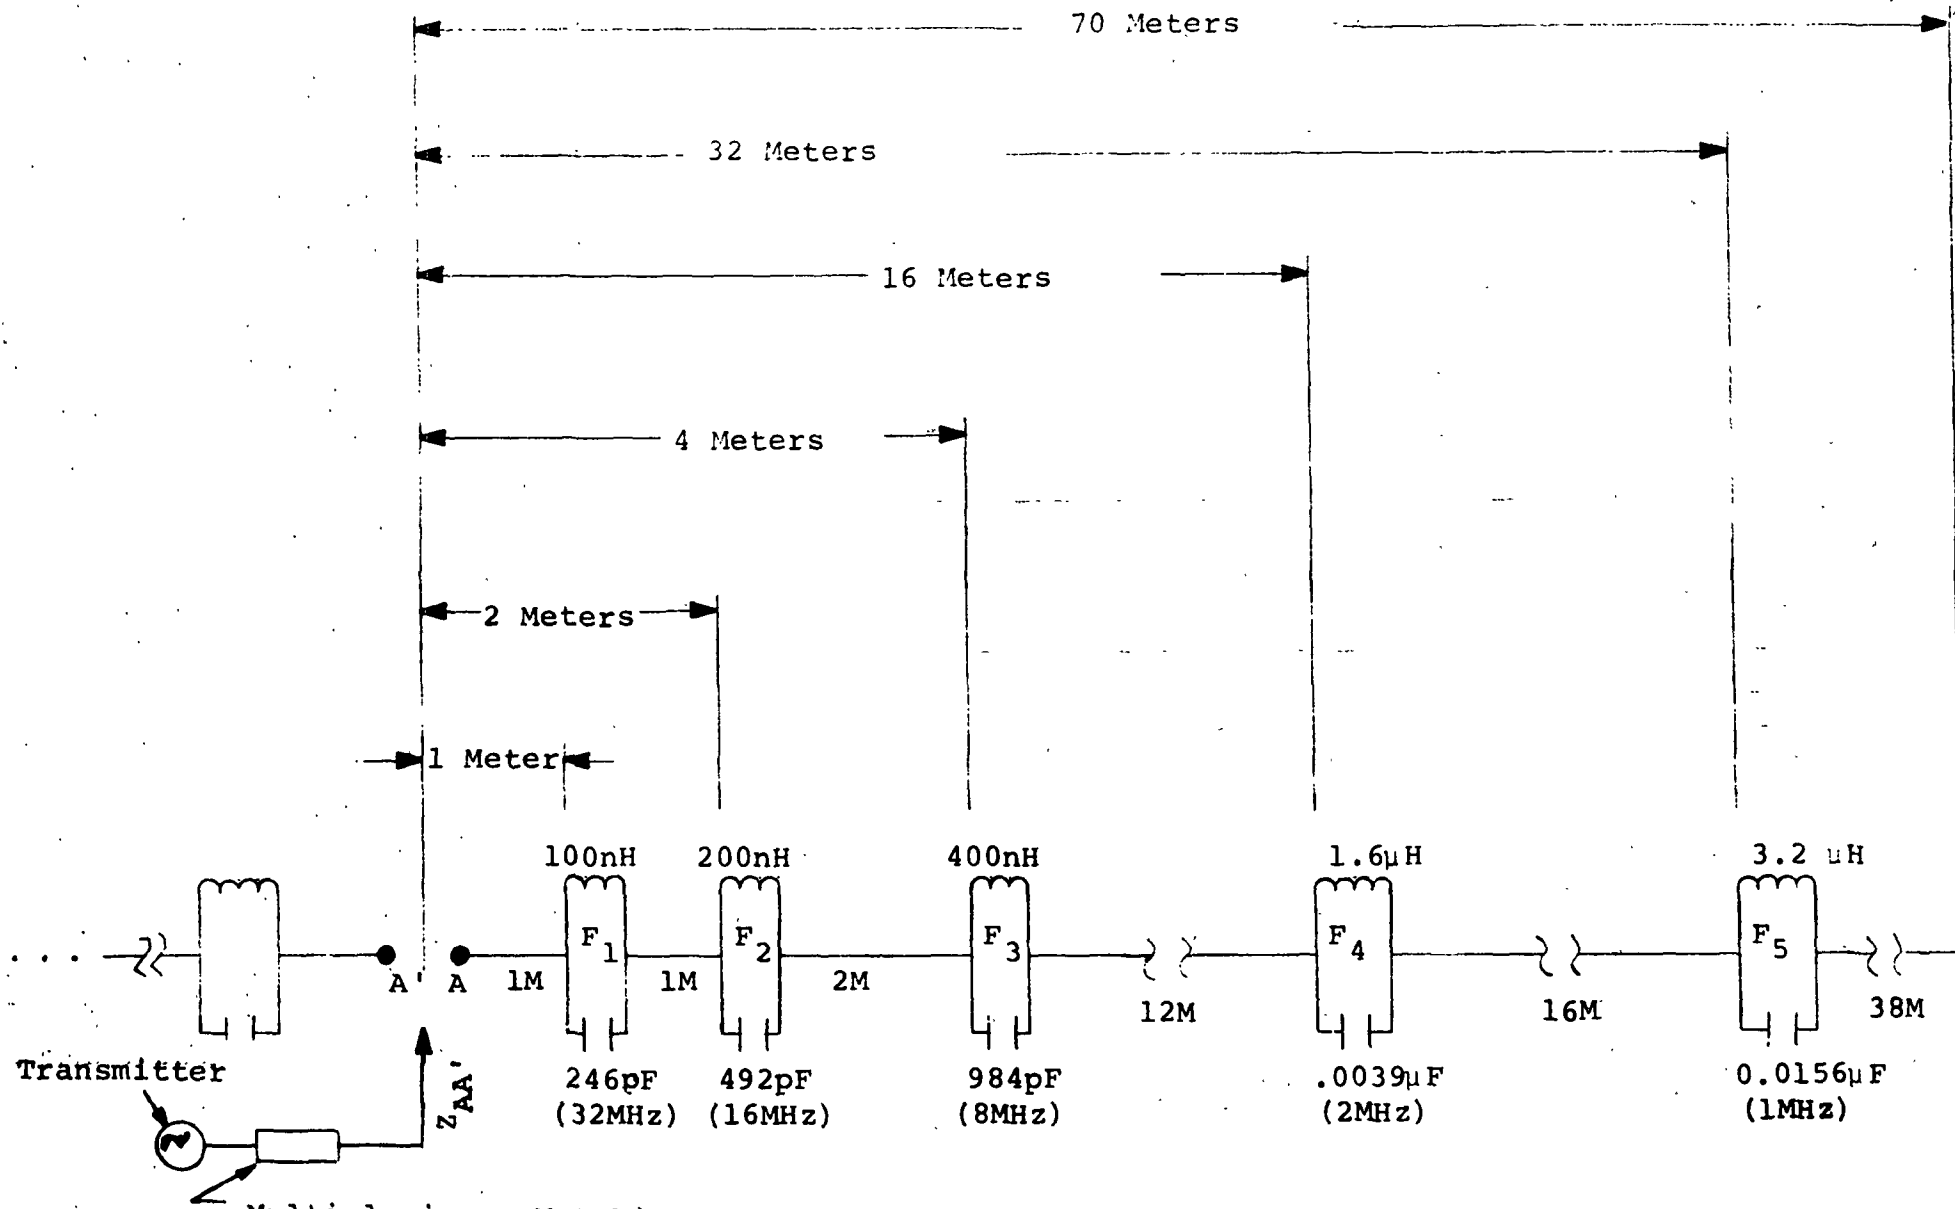 70 Meters
32 Meters
16 Meters
4 Meters
2 Meters
1 Meter
100nH 200nH 400nH 1.6μH 3.2 uH
F1 F2 F3 F4 F5
. . . A' A 1M 1M 2M 12M 16M 38M
246pF 492pF 984pF .0039μF 0.0156μF
(32MHz) (16MHz) (8MHz) (2MHz) (1MHz)
Transmitter
ZAA'